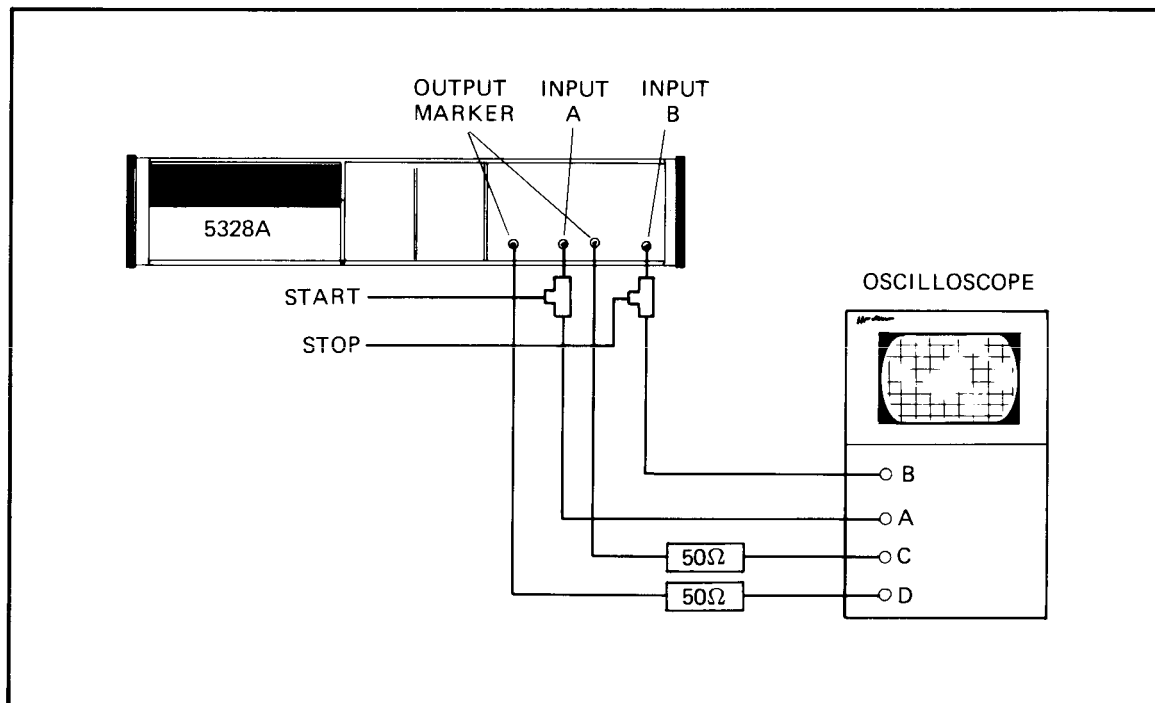 OUTPUT MARKER
INPUT A
INPUT B
5328A
START
STOP
OSCILLOSCOPE
B
A
50Ω
C
50Ω
D